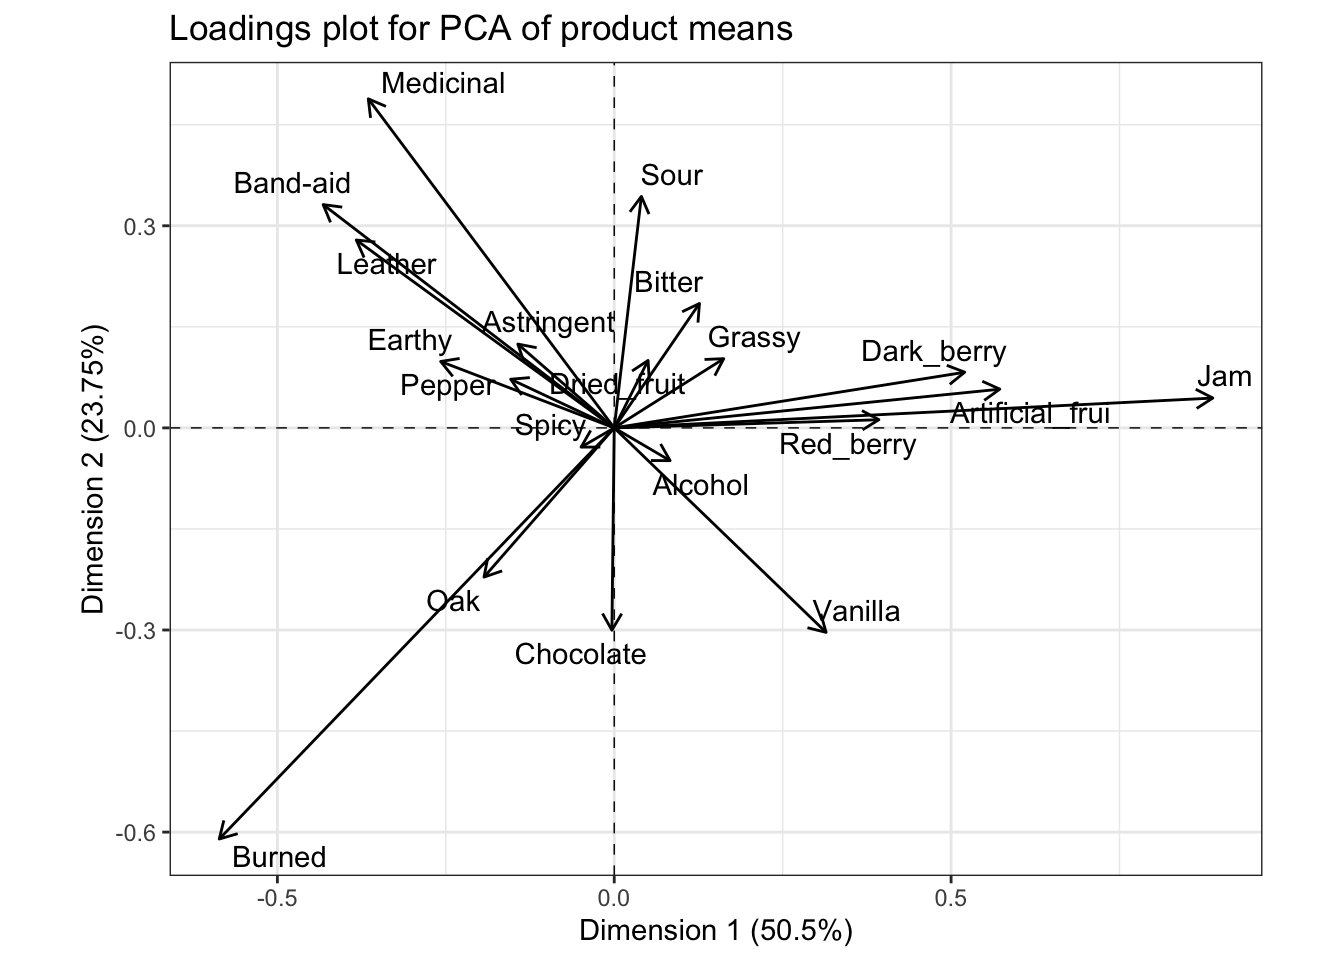 Loadings plot for PCA of product means
Medicinal
Band-aid
Sour
Leather
Bitter
Astringent
Earthy
Grassy
Dark_berry
Pepper
Dried_fruit
Jam
Artificial_frui
Spicy
Red_berry
Alcohol
Oak
Vanilla
Chocolate
Burned
0.3
0.0
-0.3
-0.6
-0.5
0.0
0.5
Dimension 1 (50.5%)
Dimension 2 (23.75%)